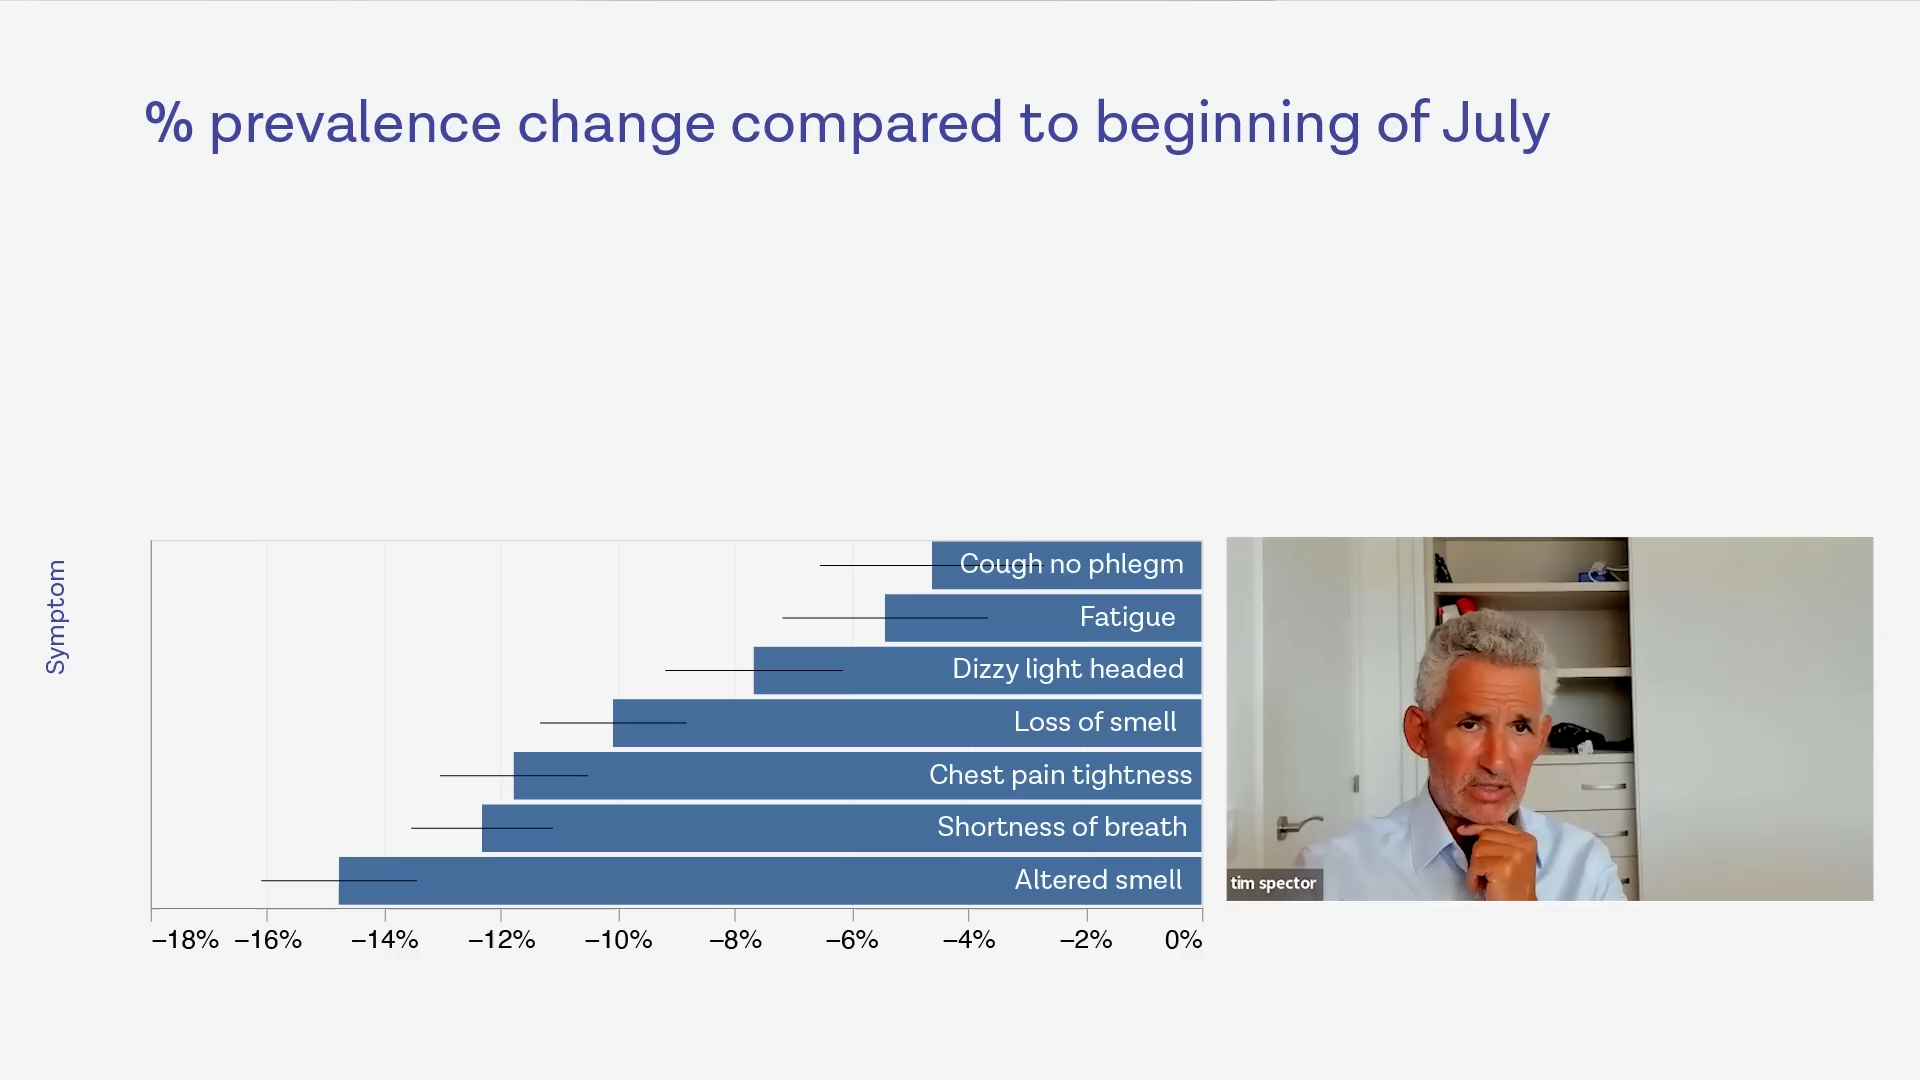 % prevalence change compared to beginning of July
Symptom
Cough no phlegm
Fatigue
Dizzy light headed
Loss of smell
Chest pain tightness
Shortness of breath
Altered smell
–18% –16% –14% –12% –10% –8% –6% –4% –2% 0%
tim spector